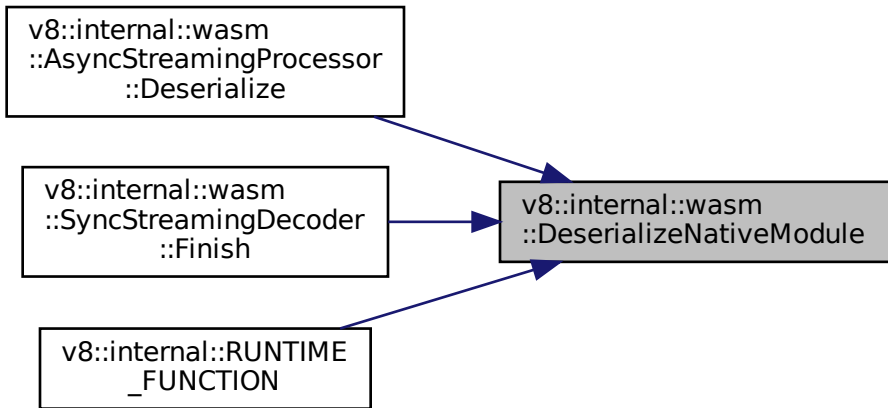 v8::internal::wasm
::AsyncStreamingProcessor
::Deserialize
v8::internal::wasm
::SyncStreamingDecoder
::Finish
v8::internal::RUNTIME
_FUNCTION
v8::internal::wasm
::DeserializeNativeModule